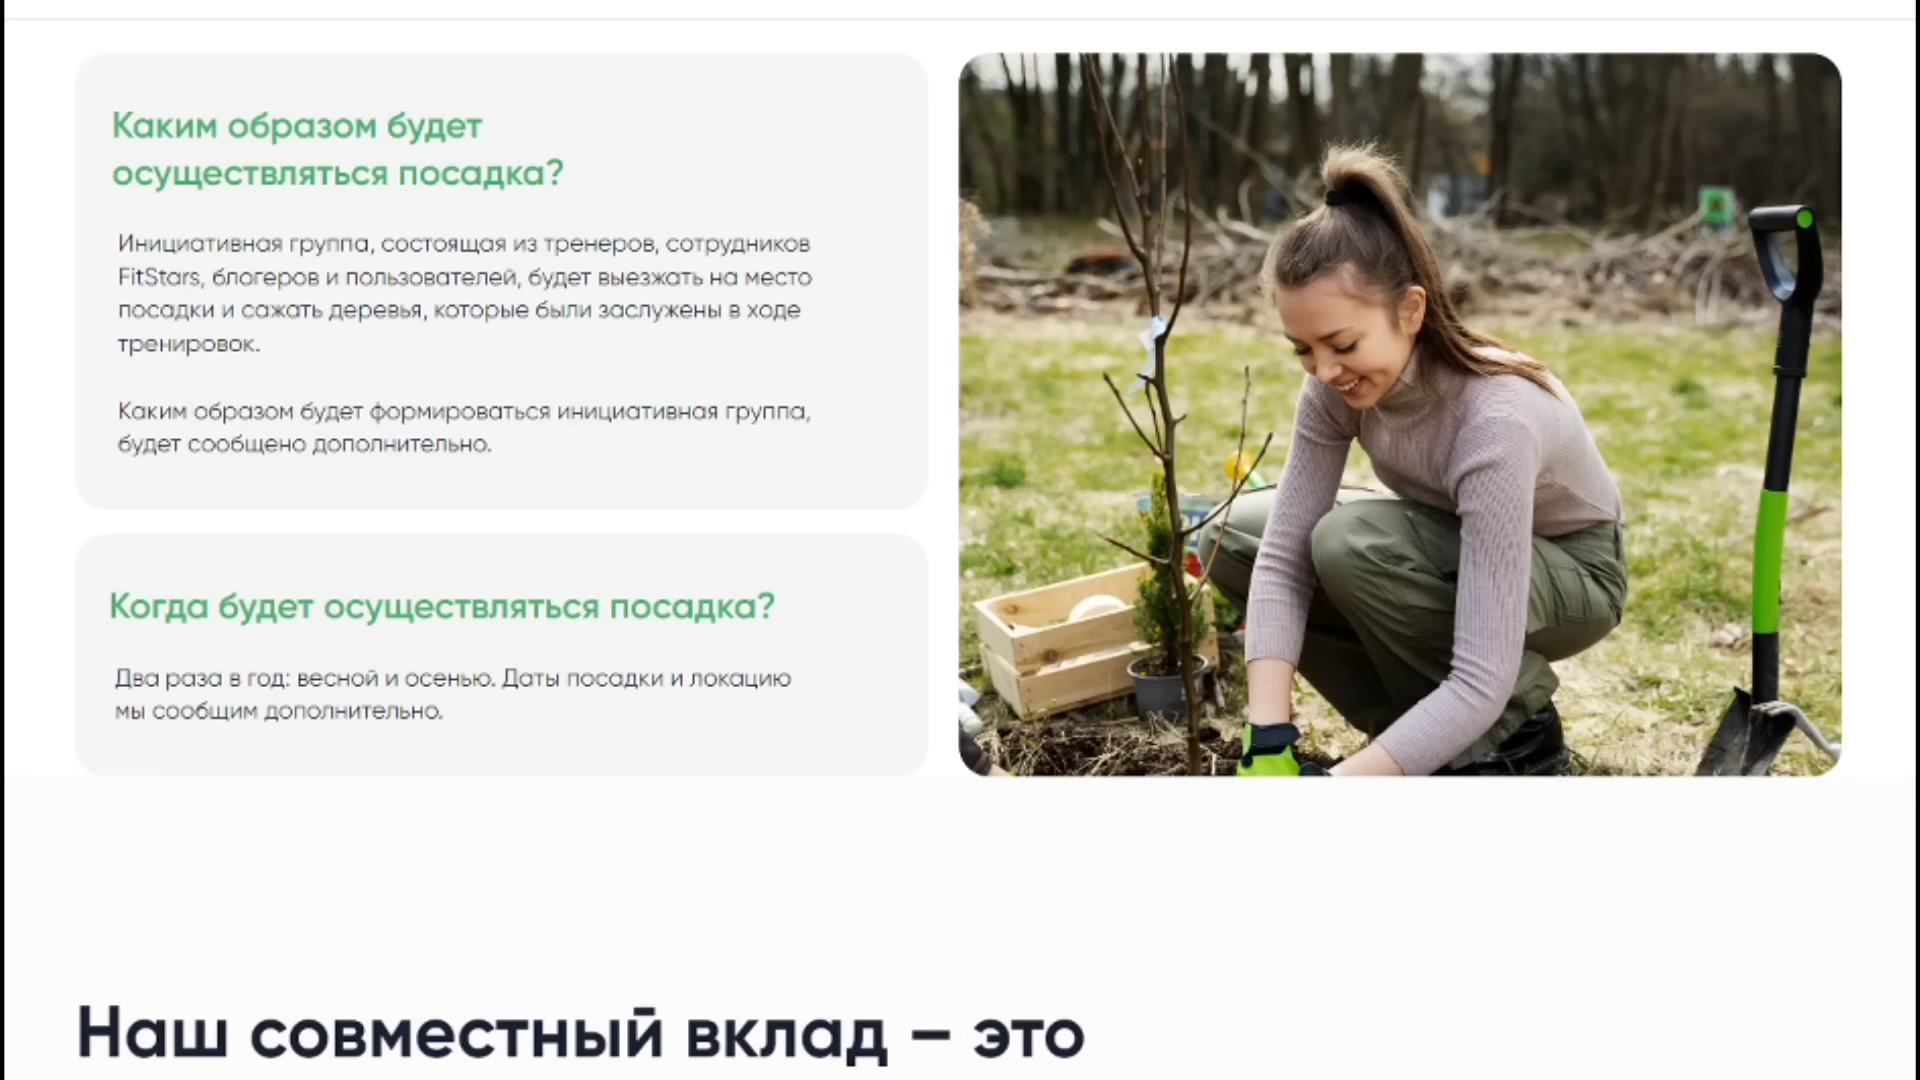 Каким образом будет
осуществляться посадка?
Инициативная группа, состоящая из тренеров, сотрудников
FitStars, блогеров и пользователей, будет выезжать на место
посадки и сажать деревья, которые были заслужены в ходе
тренировок.
Каким образом будет формироваться инициативная группа,
будет сообщено дополнительно.
Когда будет осуществляться посадка?
Два раза в год: весной и осенью. Даты посадки и локацию
мы сообщим дополнительно.
Наш совместный вклад – это